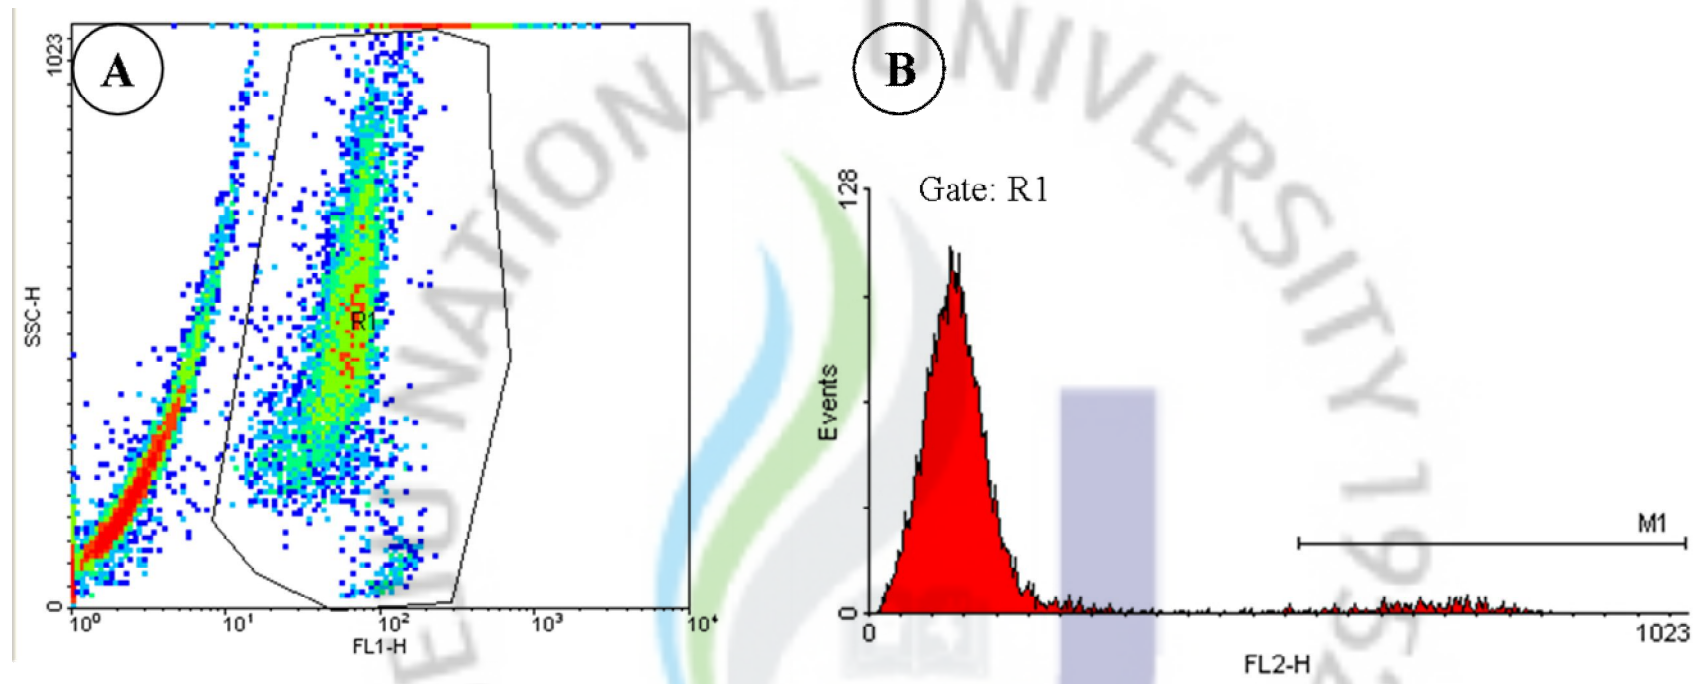 A
1023
SSC-H
0
R1
10⁰ 10¹ 10² 10³ 10⁴
FL1-H
B
Gate: R1
128
Events
0
M1
0 1023
FL2-H
NATIONAL UNIVERSITY 195